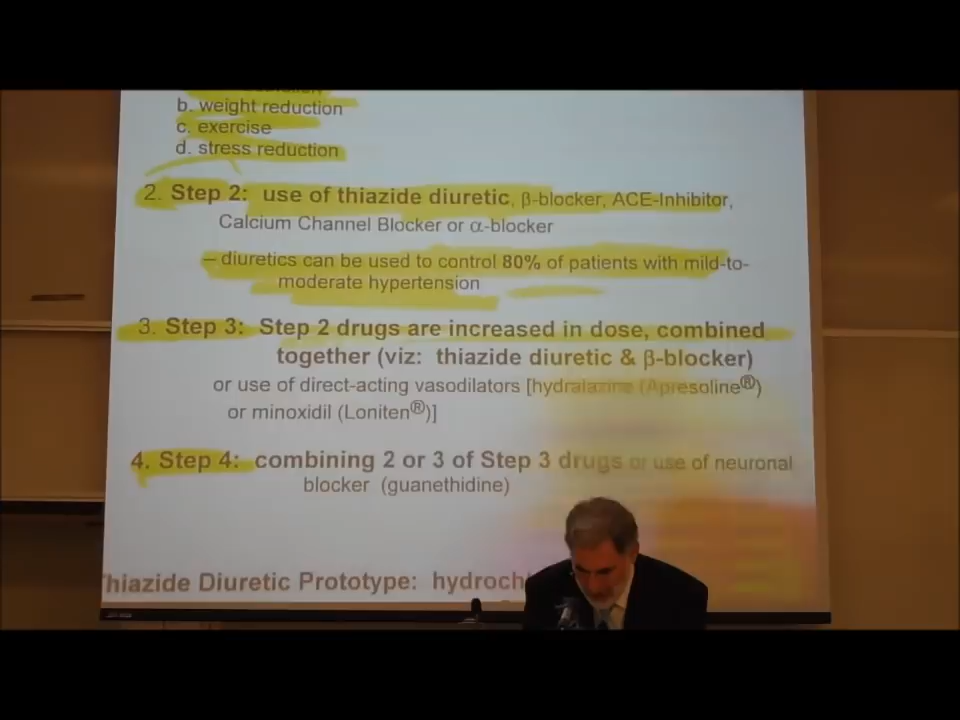 b. weight reduction
c. exercise
d. stress reduction
2. Step 2: use of thiazide diuretic, β-blocker, ACE-Inhibitor,
Calcium Channel Blocker or α-blocker
– diuretics can be used to control 80% of patients with mild-to-
moderate hypertension
3. Step 3: Step 2 drugs are increased in dose, combined
together (viz: thiazide diuretic & β-blocker)
or use of direct-acting vasodilators [hydralazine (Apresoline®)
or minoxidil (Loniten®)]
4. Step 4: combining 2 or 3 of Step 3 drugs or use of neuronal
blocker (guanethidine)
Thiazide Diuretic Prototype: